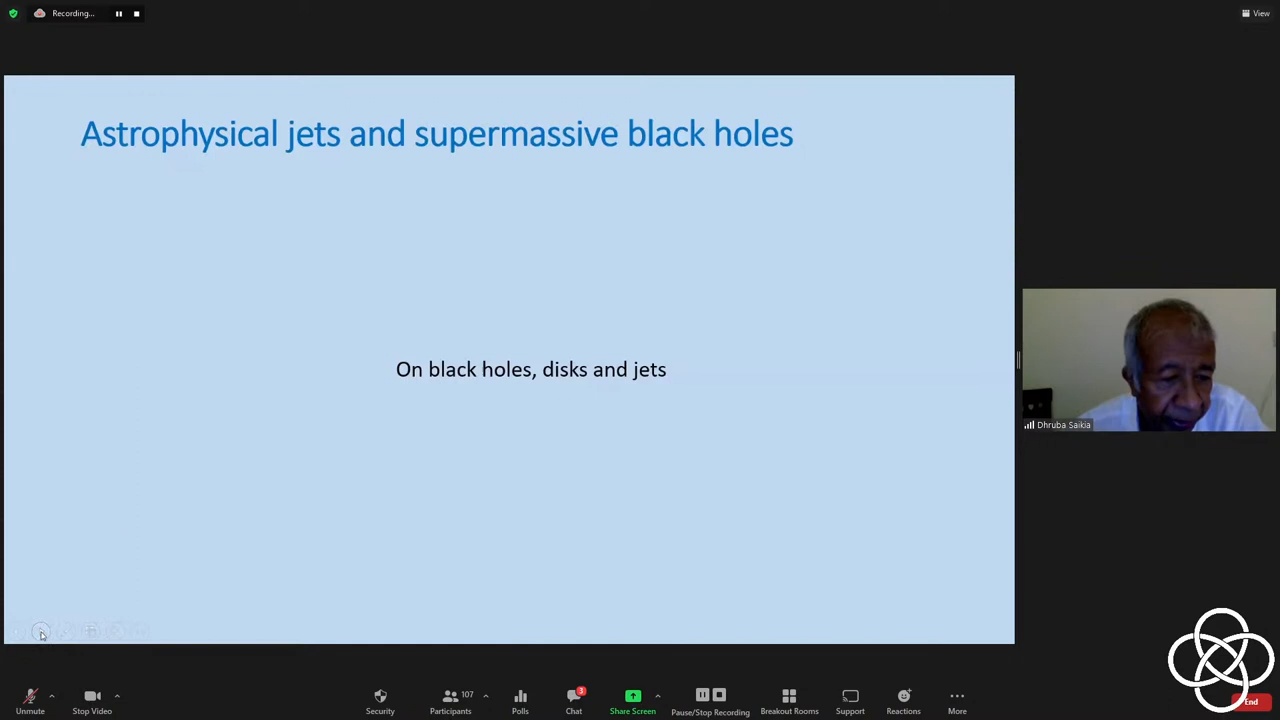 Recording...
View
Astrophysical jets and supermassive black holes
On black holes, disks and jets
Dhruba Saikia
Unmute
Stop Video
Security
107
Participants
Polls
3
Chat
Share Screen
Pause/Stop Recording
Breakout Rooms
Support
Reactions
More
End